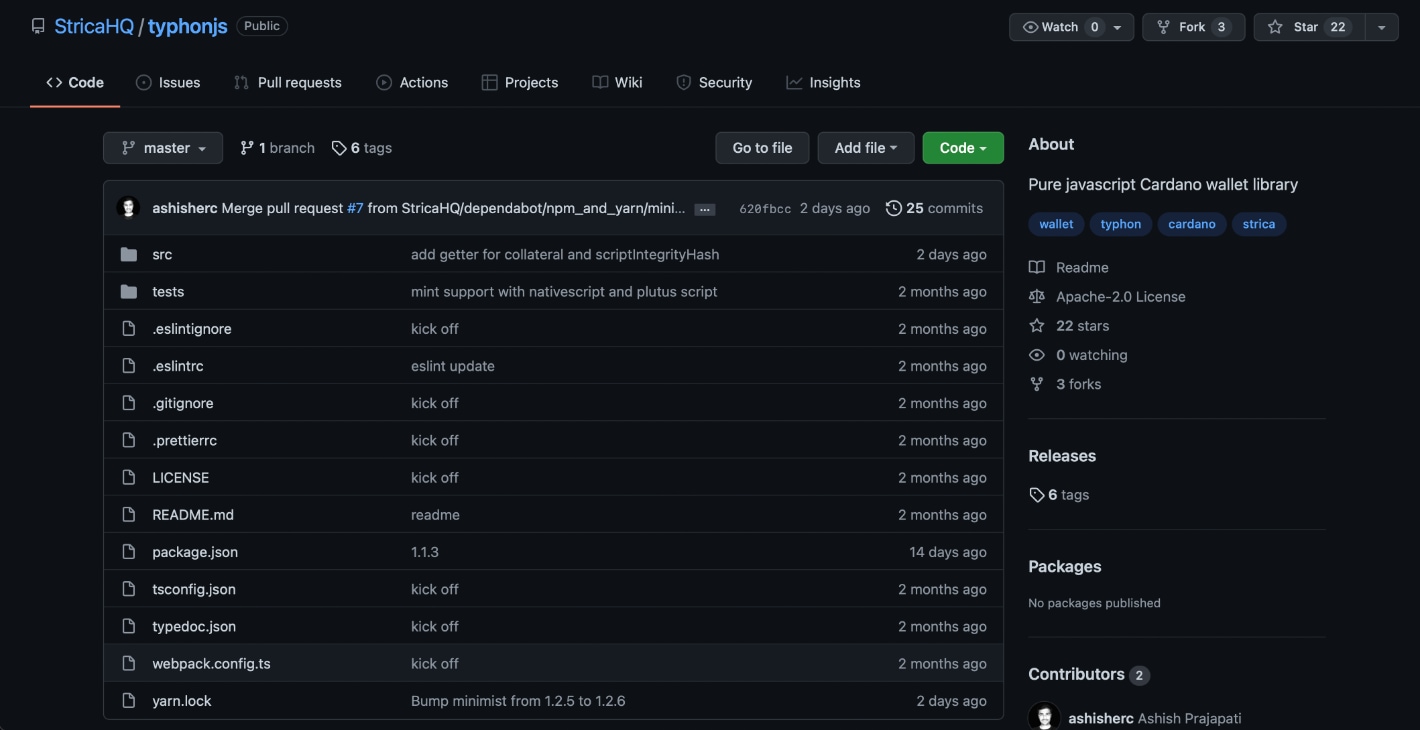 StricaHQ / typhonjs Public
Watch 0 Fork 3 Star 22
Code Issues Pull requests Actions Projects Wiki Security Insights
master 1 branch 6 tags Go to file Add file Code
ashisherc Merge pull request #7 from StricaHQ/dependabot/npm_and_yarn/mini... ... 620fbcc 2 days ago 25 commits
src add getter for collateral and scriptIntegrityHash 2 days ago
tests mint support with nativescript and plutus script 2 months ago
.eslintignore kick off 2 months ago
.eslintrc eslint update 2 months ago
.gitignore kick off 2 months ago
.prettierrc kick off 2 months ago
LICENSE kick off 2 months ago
README.md readme 2 months ago
package.json 1.1.3 14 days ago
tsconfig.json kick off 2 months ago
typedoc.json kick off 2 months ago
webpack.config.ts kick off 2 months ago
yarn.lock Bump minimist from 1.2.5 to 1.2.6 2 days ago
About
Pure javascript Cardano wallet library
wallet typhon cardano strica
Readme
Apache-2.0 License
22 stars
0 watching
3 forks
Releases
6 tags
Packages
No packages published
Contributors 2
ashisherc Ashish Prajapati